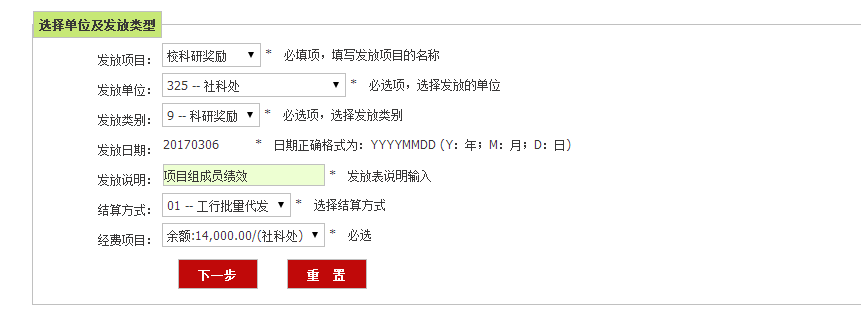 选择单位及发放类型
发放项目： 校科研奖励 * 必填项，填写发放项目的名称
发放单位： 325 -- 社科处 * 必选项，选择发放的单位
发放类别： 9 -- 科研奖励 * 必选项，选择发放类别
发放日期： 20170306 * 日期正确格式为：YYYYMMDD (Y：年；M：月；D：日)
发放说明： 项目组成员绩效 * 发放表说明输入
结算方式： 01 -- 工行批量代发 * 选择结算方式
经费项目： 余额:14,000.00/(社科处) * 必选
下一步 重 置